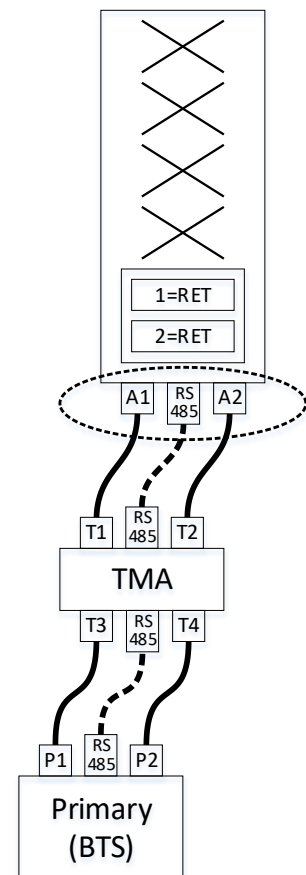 1=RET
2=RET
A1
RS
485
A2
T1
RS
485
T2
TMA
T3
RS
485
T4
P1
RS
485
P2
Primary
(BTS)